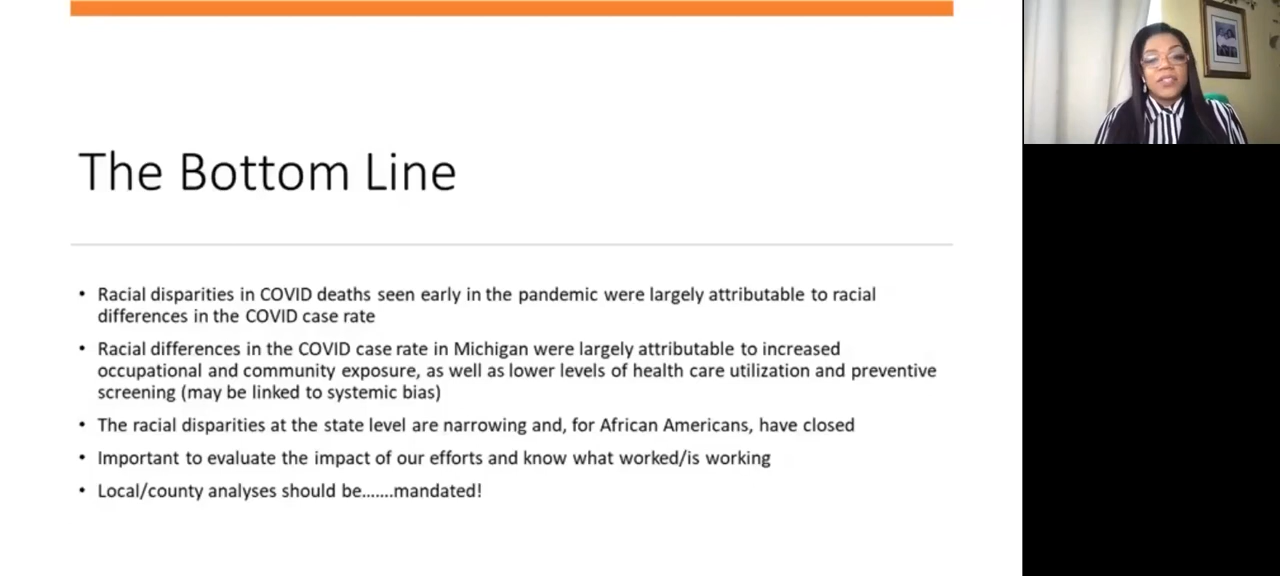 The Bottom Line
• Racial disparities in COVID deaths seen early in the pandemic were largely attributable to racial
differences in the COVID case rate
• Racial differences in the COVID case rate in Michigan were largely attributable to increased
occupational and community exposure, as well as lower levels of health care utilization and preventive
screening (may be linked to systemic bias)
• The racial disparities at the state level are narrowing and, for African Americans, have closed
• Important to evaluate the impact of our efforts and know what worked/is working
• Local/county analyses should be.......mandated!